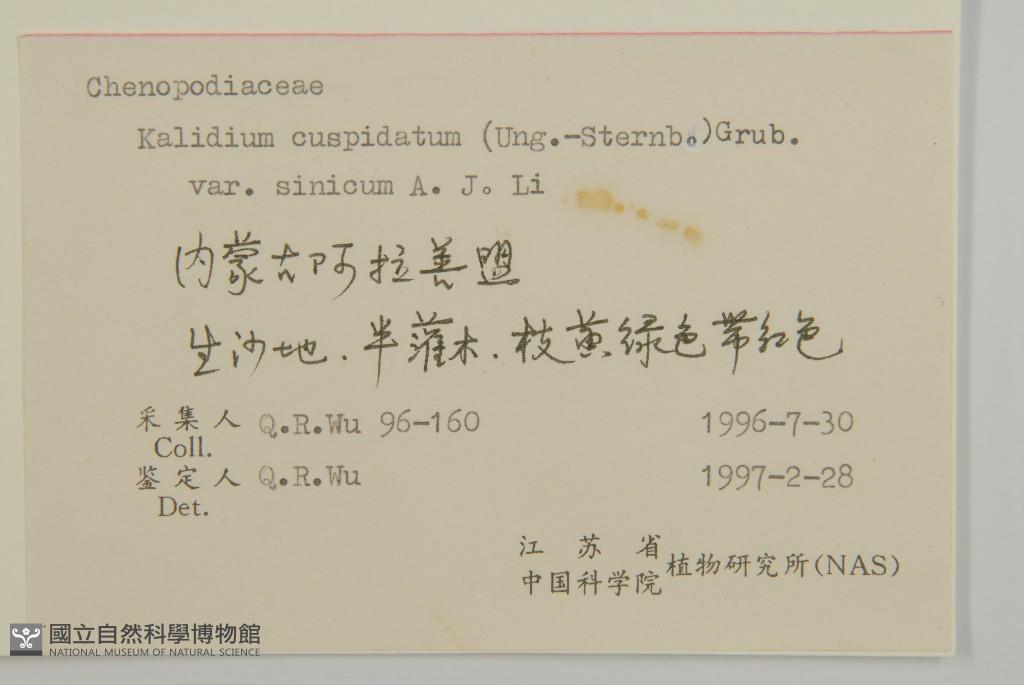 Chenopodiaceae
Kalidium cuspidatum (Ung.-Sternb.)Grub.
var. sinicum A. J. Li
内蒙古阿拉善盟
生沙地.半灌木.枝黄绿色带红色
采集人 Q.R.Wu 96-160 1996-7-30
Coll.
鉴定人 Q.R.Wu 1997-2-28
Det.
江苏省
中国科学院 植物研究所(NAS)
國立自然科學博物館
NATIONAL MUSEUM OF NATURAL SCIENCE